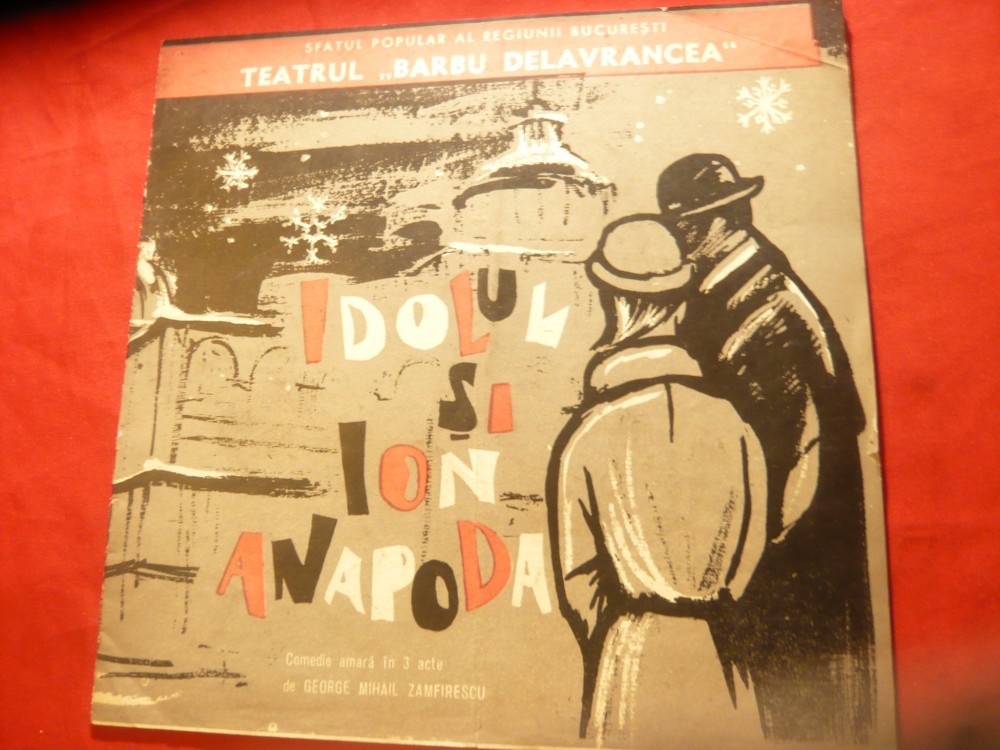 SFATUL POPULAR AL REGIUNII BUCUREȘTI
TEATRUL „BARBU DELAVRANCEA“
IDOLUL
ȘI
ION
ANAPODA
Comedie amară în 3 acte
de GEORGE MIHAIL ZAMFIRESCU